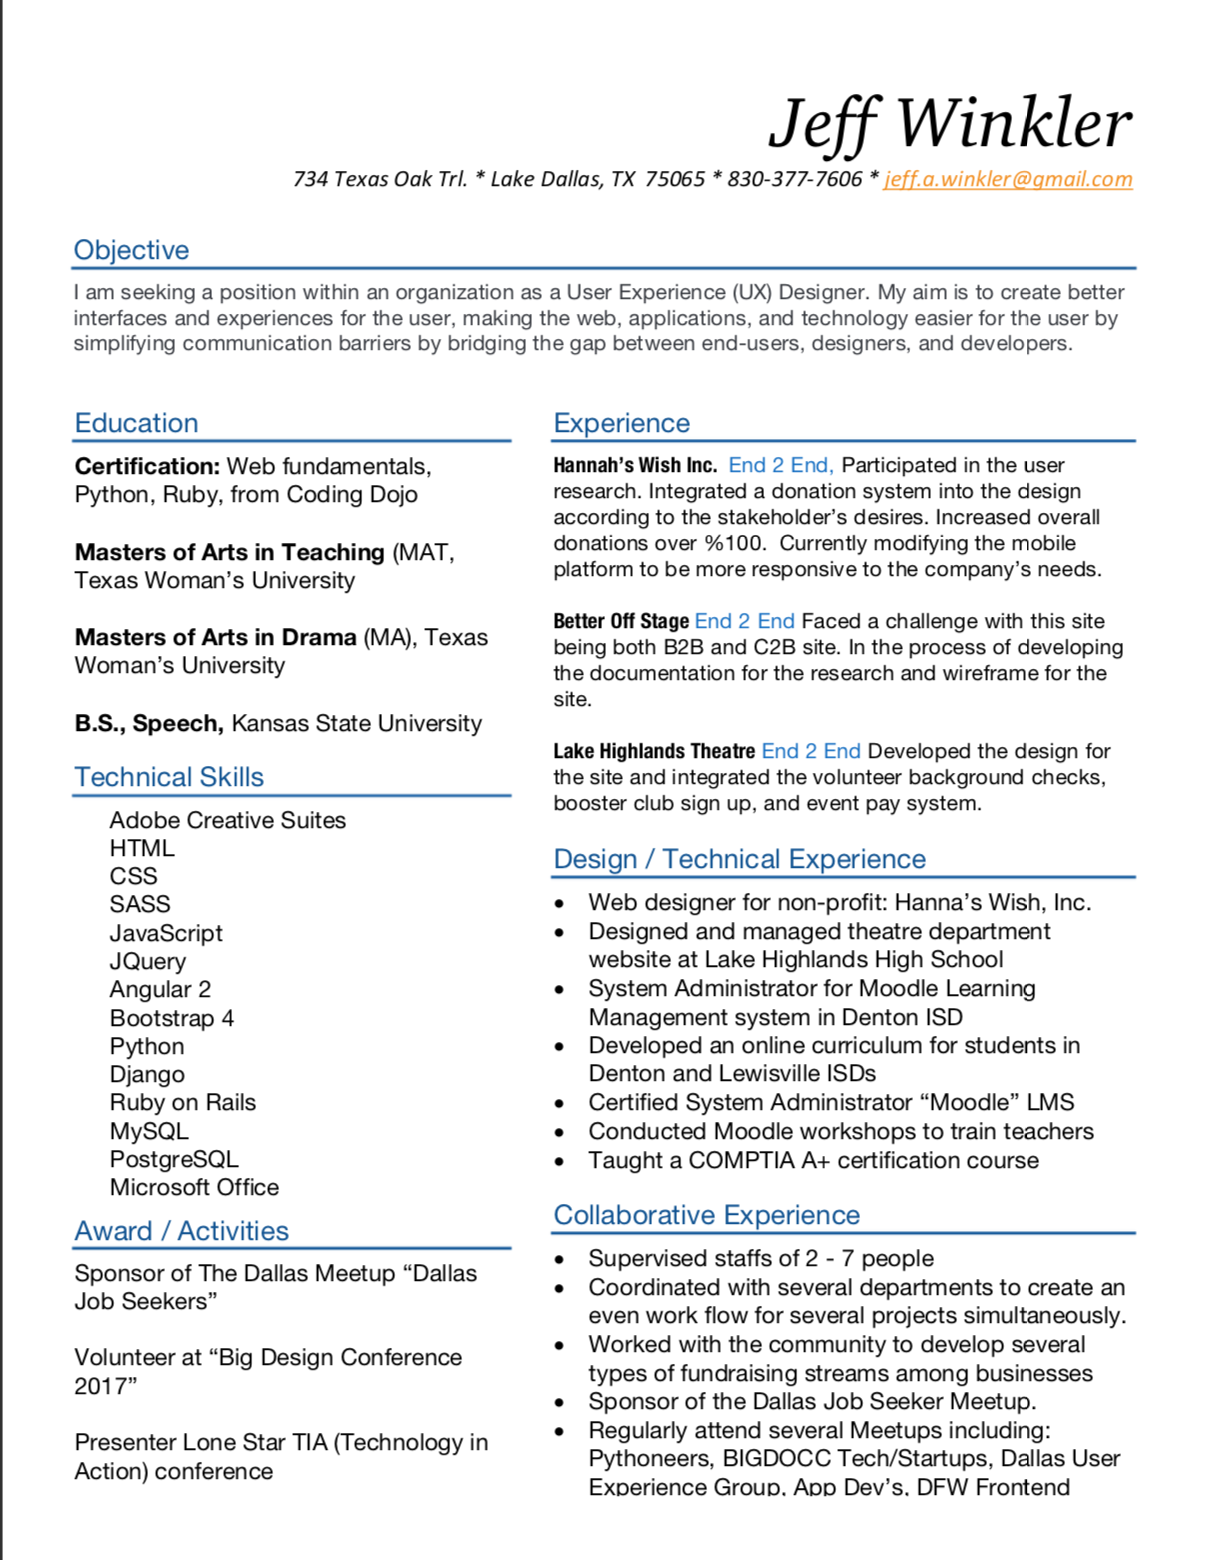 Jeff Winkler
734 Texas Oak Trl. * Lake Dallas, TX 75065 * 830-377-7606 * jeff.a.winkler@gmail.com
Objective
I am seeking a position within an organization as a User Experience (UX) Designer. My aim is to create better
interfaces and experiences for the user, making the web, applications, and technology easier for the user by
simplifying communication barriers by bridging the gap between end-users, designers, and developers.
Education
Certification: Web fundamentals,
Python, Ruby, from Coding Dojo
Masters of Arts in Teaching (MAT,
Texas Woman’s University
Masters of Arts in Drama (MA), Texas
Woman’s University
B.S., Speech, Kansas State University
Technical Skills
Adobe Creative Suites
HTML
CSS
SASS
JavaScript
JQuery
Angular 2
Bootstrap 4
Python
Django
Ruby on Rails
MySQL
PostgreSQL
Microsoft Office
Award / Activities
Sponsor of The Dallas Meetup “Dallas
Job Seekers”
Volunteer at “Big Design Conference
2017”
Presenter Lone Star TIA (Technology in
Action) conference
Experience
Hannah’s Wish Inc. End 2 End, Participated in the user
research. Integrated a donation system into the design
according to the stakeholder’s desires. Increased overall
donations over %100. Currently modifying the mobile
platform to be more responsive to the company’s needs.
Better Off Stage End 2 End Faced a challenge with this site
being both B2B and C2B site. In the process of developing
the documentation for the research and wireframe for the
site.
Lake Highlands Theatre End 2 End Developed the design for
the site and integrated the volunteer background checks,
booster club sign up, and event pay system.
Design / Technical Experience
• Web designer for non-profit: Hanna’s Wish, Inc.
• Designed and managed theatre department
website at Lake Highlands High School
• System Administrator for Moodle Learning
Management system in Denton ISD
• Developed an online curriculum for students in
Denton and Lewisville ISDs
• Certified System Administrator “Moodle” LMS
• Conducted Moodle workshops to train teachers
• Taught a COMPTIA A+ certification course
Collaborative Experience
• Supervised staffs of 2 - 7 people
• Coordinated with several departments to create an
even work flow for several projects simultaneously.
• Worked with the community to develop several
types of fundraising streams among businesses
• Sponsor of the Dallas Job Seeker Meetup.
• Regularly attend several Meetups including:
Pythoneers, BIGDOCC Tech/Startups, Dallas User
Experience Group, App Dev’s, DFW Frontend